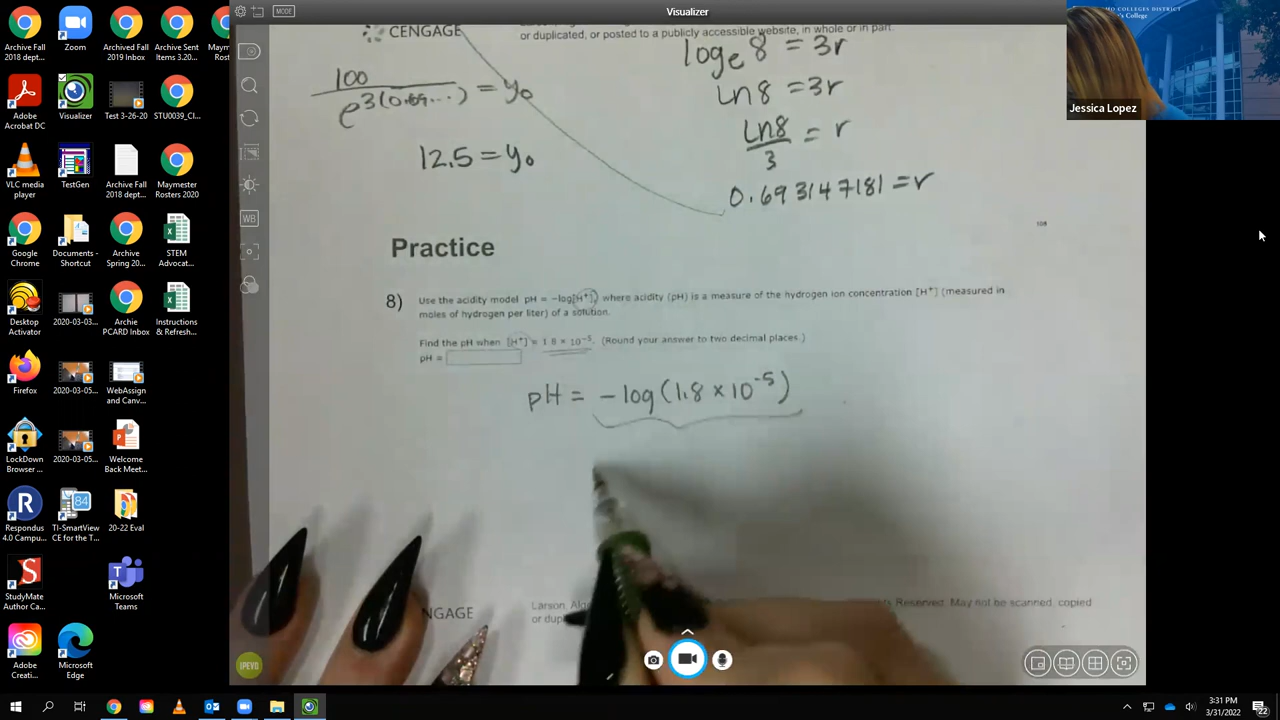 Visualizer
MODE
Archive Fall 2018 dept...
Zoom
Archived Fall 2019 Inbox
Archive Sent Items 3.20...
Adobe Acrobat DC
Visualizer
Test 3-26-20
STU0039_CI...
VLC media player
TestGen
Archive Fall 2018 dept...
Maymester Rosters 2020
Google Chrome
Documents - Shortcut
Archive Spring 20...
STEM Advocat...
Desktop Activator
2020-03-03...
Archie PCARD Inbox
Instructions & Refresh...
Firefox
2020-03-05...
WebAssign and Canv...
LockDown Browser ...
2020-03-05...
Welcome Back Meet...
Respondus 4.0 Campu...
TI-SmartView CE for the T...
20-22 Eval
StudyMate Author Ca...
Microsoft Teams
Adobe Creati...
Microsoft Edge
WB
CENGAGE
or duplicated, or posted to a publicly accessible website, in whole or in part.
100 / e^3(0.69...) = y₀
12.5 = y₀
logₑ 8 = 3r
ln 8 = 3r
ln8 / 3 = r
0.693147181 = r
108
Practice
8) Use the acidity model pH = −log[H⁺], where acidity (pH) is a measure of the hydrogen ion concentration [H⁺] (measured in
moles of hydrogen per liter) of a solution.
Find the pH when [H⁺] = 1.8 × 10⁻⁵. (Round your answer to two decimal places.)
pH =
pH = −log(1.8 × 10⁻⁵)
NGAGE
Larson
s Reserved. May not be scanned, copied
or dup
IPEVO
Jessica Lopez
3:31 PM
3/31/2022
22